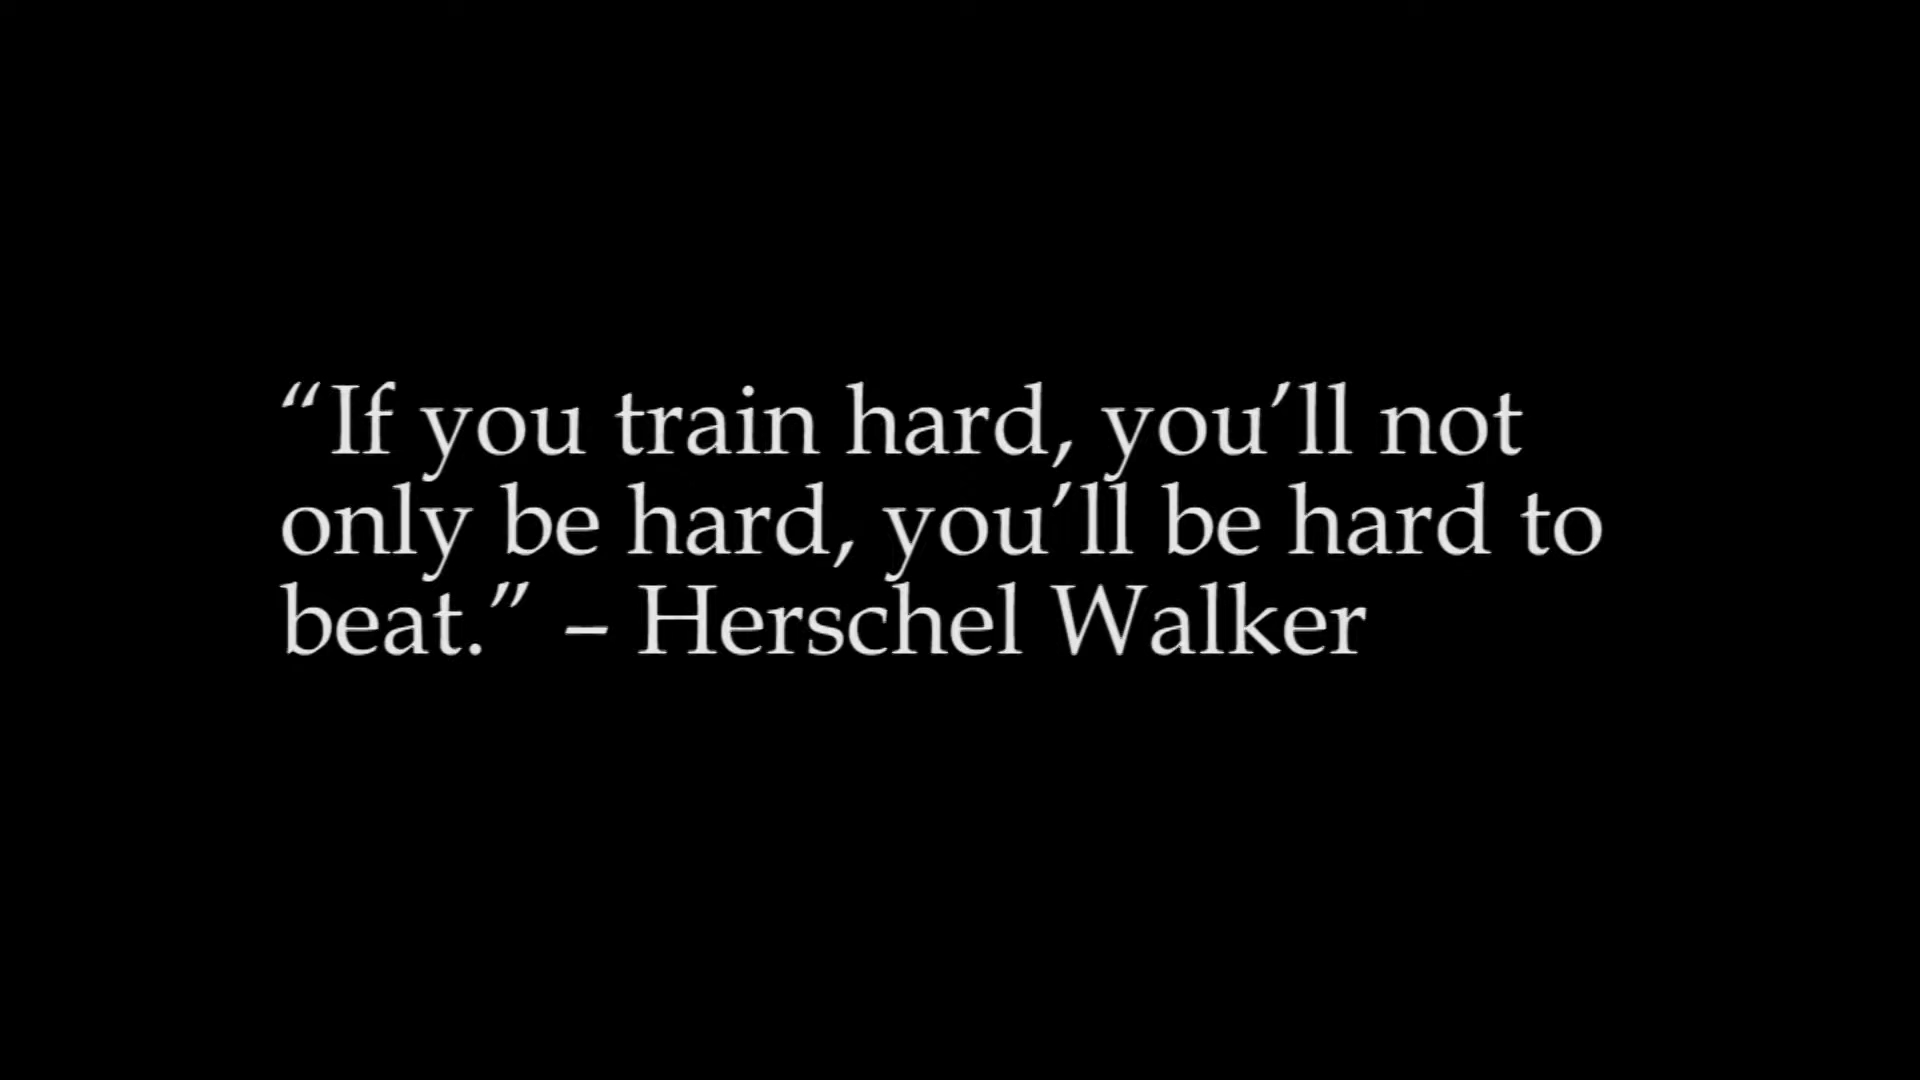 “If you train hard, you’ll not
only be hard, you’ll be hard to
beat.” – Herschel Walker